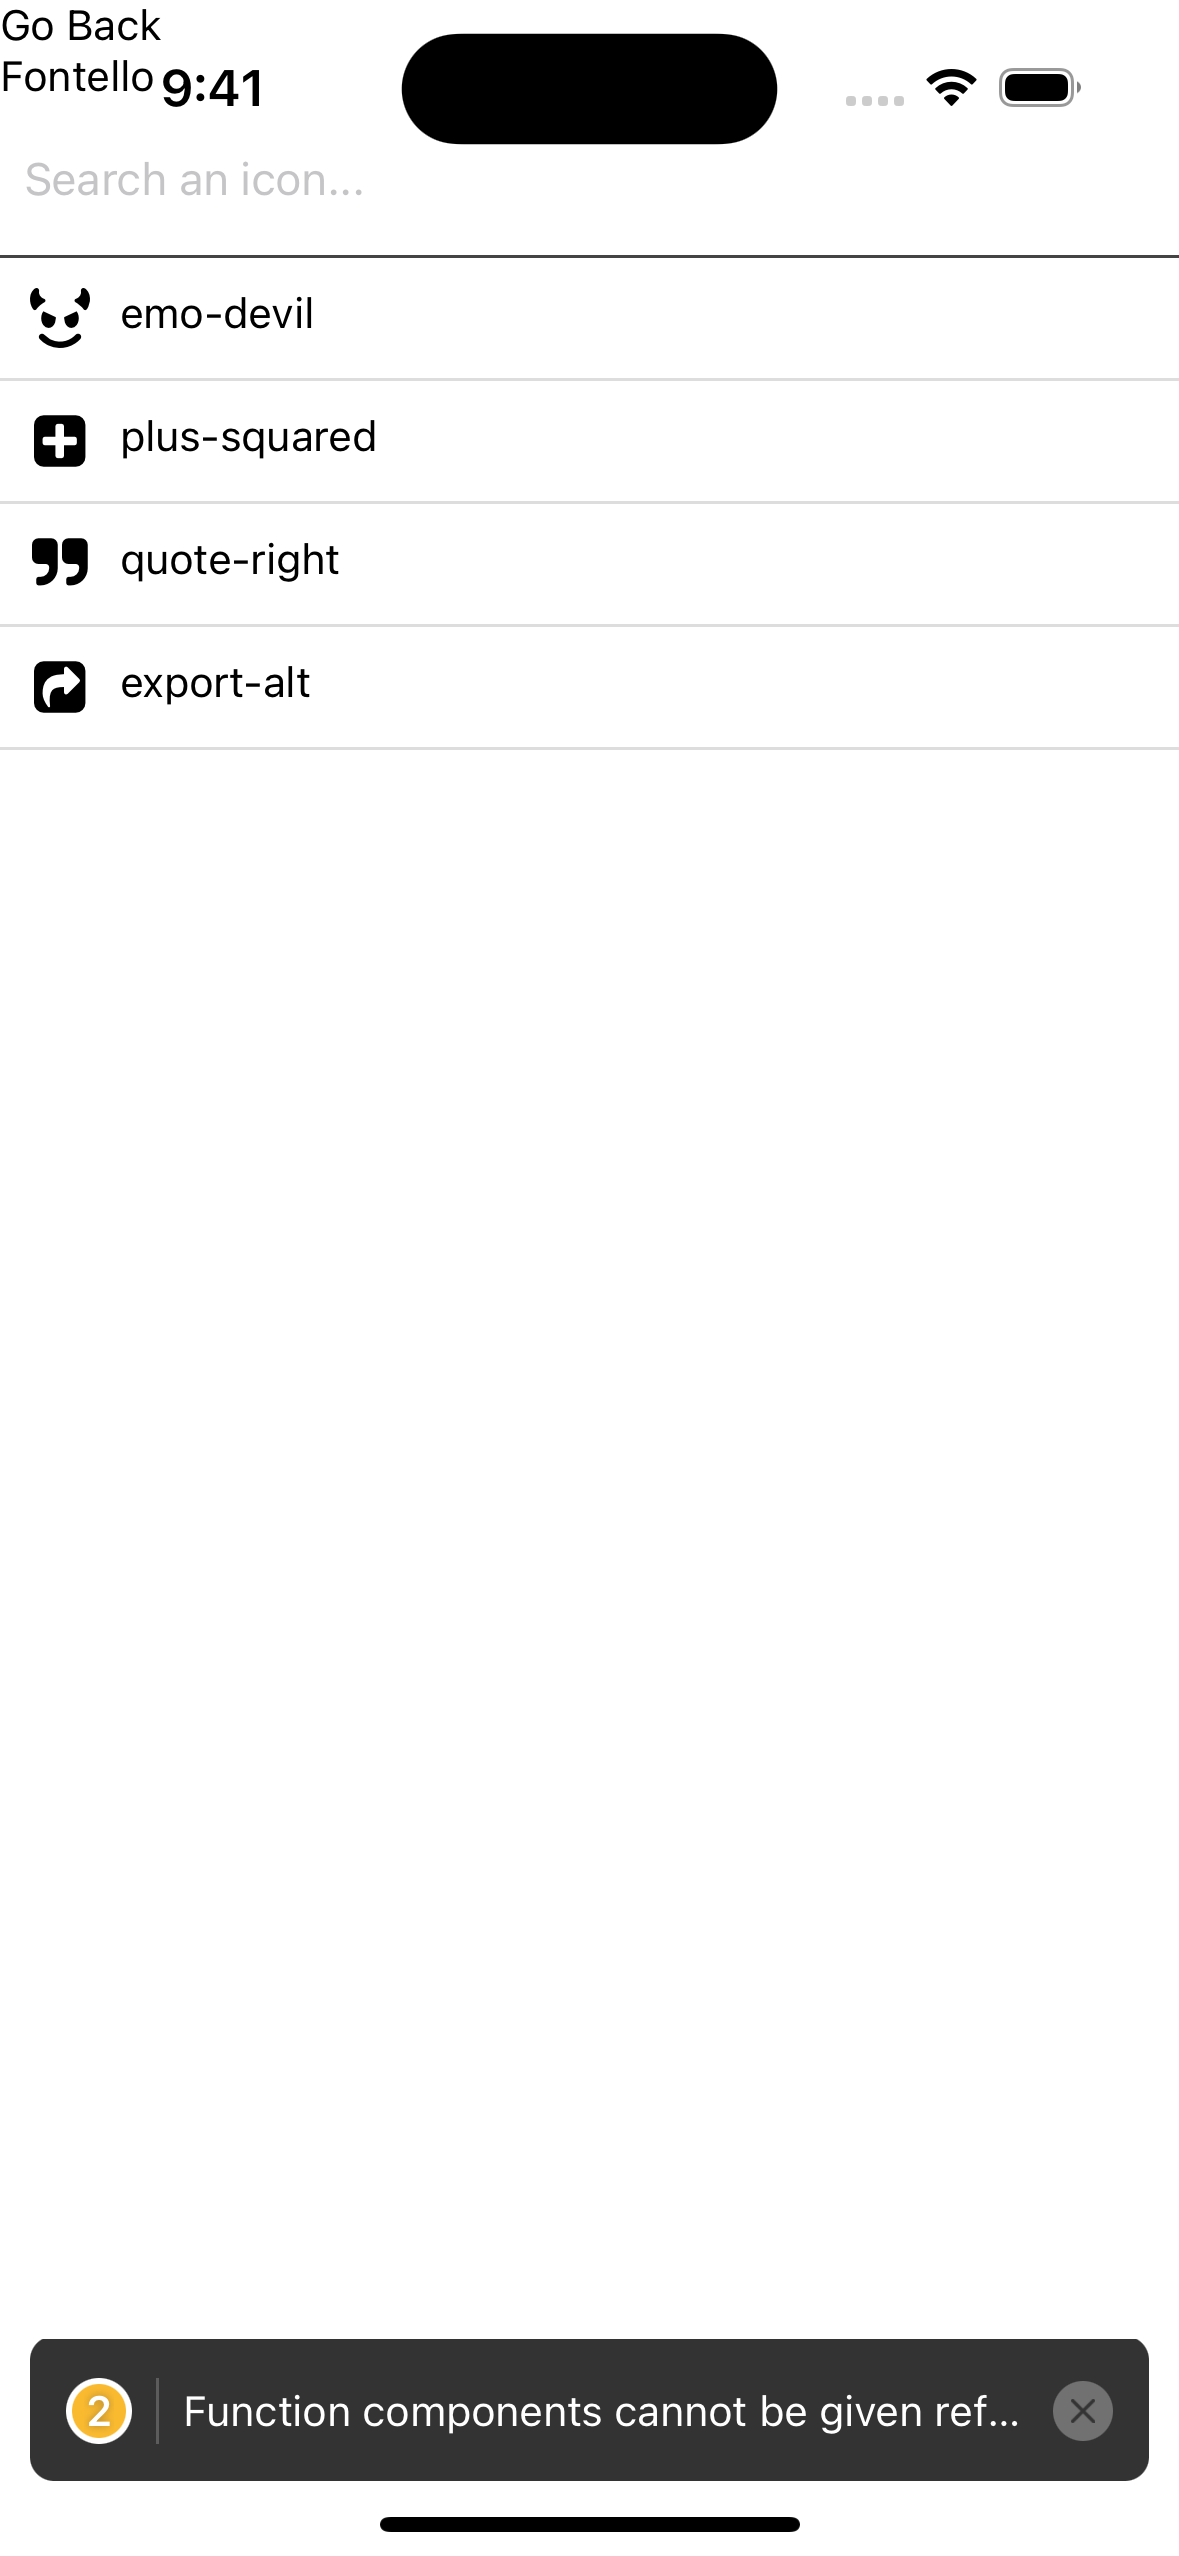 Go Back
Fontello 9:41
Search an icon...
emo-devil
plus-squared
quote-right
export-alt
2 Function components cannot be given ref...